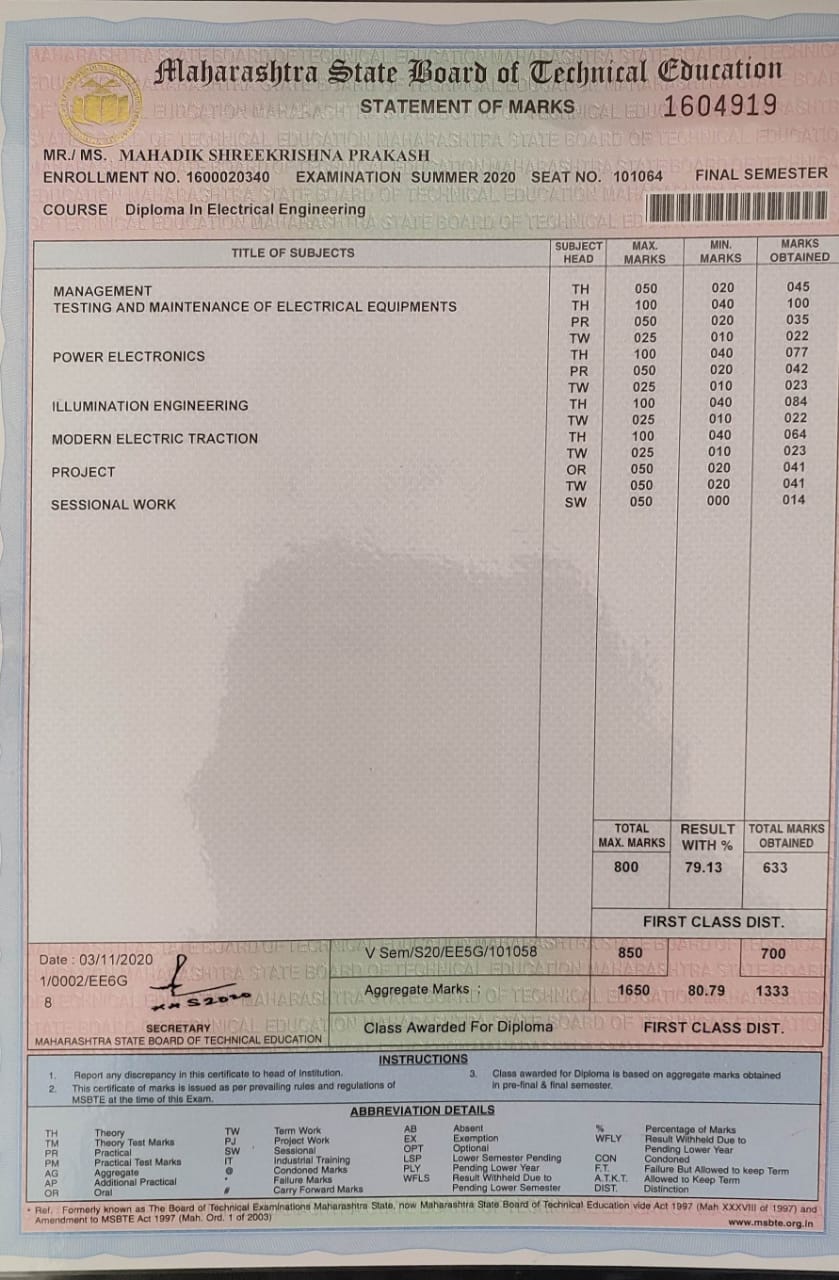 Maharashtra State Board of Technical Education
STATEMENT OF MARKS 1604919
MR./ MS. MAHADIK SHREEKRISHNA PRAKASH
ENROLLMENT NO. 1600020340 EXAMINATION SUMMER 2020 SEAT NO. 101064 FINAL SEMESTER
COURSE Diploma In Electrical Engineering
TITLE OF SUBJECTS SUBJECT HEAD MAX. MARKS MIN. MARKS MARKS OBTAINED
MANAGEMENT TH 050 020 045
TESTING AND MAINTENANCE OF ELECTRICAL EQUIPMENTS TH 100 040 100
PR 050 020 035
TW 025 010 022
POWER ELECTRONICS TH 100 040 077
PR 050 020 042
TW 025 010 023
ILLUMINATION ENGINEERING TH 100 040 084
TW 025 010 022
MODERN ELECTRIC TRACTION TH 100 040 064
TW 025 010 023
PROJECT OR 050 020 041
TW 050 020 041
SESSIONAL WORK SW 050 000 014
TOTAL MAX. MARKS RESULT WITH % TOTAL MARKS OBTAINED
800 79.13 633
FIRST CLASS DIST.
Date : 03/11/2020 V Sem/S20/EE5G/101058 850 700
1/0002/EE6G Aggregate Marks : 1650 80.79 1333
8
SECRETARY Class Awarded For Diploma FIRST CLASS DIST.
MAHARASHTRA STATE BOARD OF TECHNICAL EDUCATION
INSTRUCTIONS
1. Report any discrepancy in this certificate to head of Institution.
2. This certificate of marks is issued as per prevailing rules and regulations of
MSBTE at the time of this Exam.
3. Class awarded for Diploma is based on aggregate marks obtained
in pre-final & final semester.
ABBREVIATION DETAILS
TH Theory
TM Theory Test Marks
PR Practical
PM Practical Test Marks
AG Aggregate
AP Additional Practical
OR Oral
TW Term Work
PJ Project Work
SW Sessional
IT Industrial Training
@ Condoned Marks
* Failure Marks
# Carry Forward Marks
AB Absent
EX Exemption
OPT Optional
LSP Lower Semester Pending
PLY Pending Lower Year
WFLS Result Withheld Due to
Pending Lower Semester
% Percentage of Marks
WFLY Result Withheld Due to
Pending Lower Year
CON Condoned
F.T. Failure But Allowed to keep Term
A.T.K.T. Allowed to Keep Term
DIST. Distinction
* Ref. : Formerly known as The Board of Technical Examinations Maharashtra State, now Maharashtra State Board of Technical Education vide Act 1997 (Mah XXXVIII of 1997) and
Amendment to MSBTE Act 1997 (Mah. Ord. 1 of 2003)
www.msbte.org.in